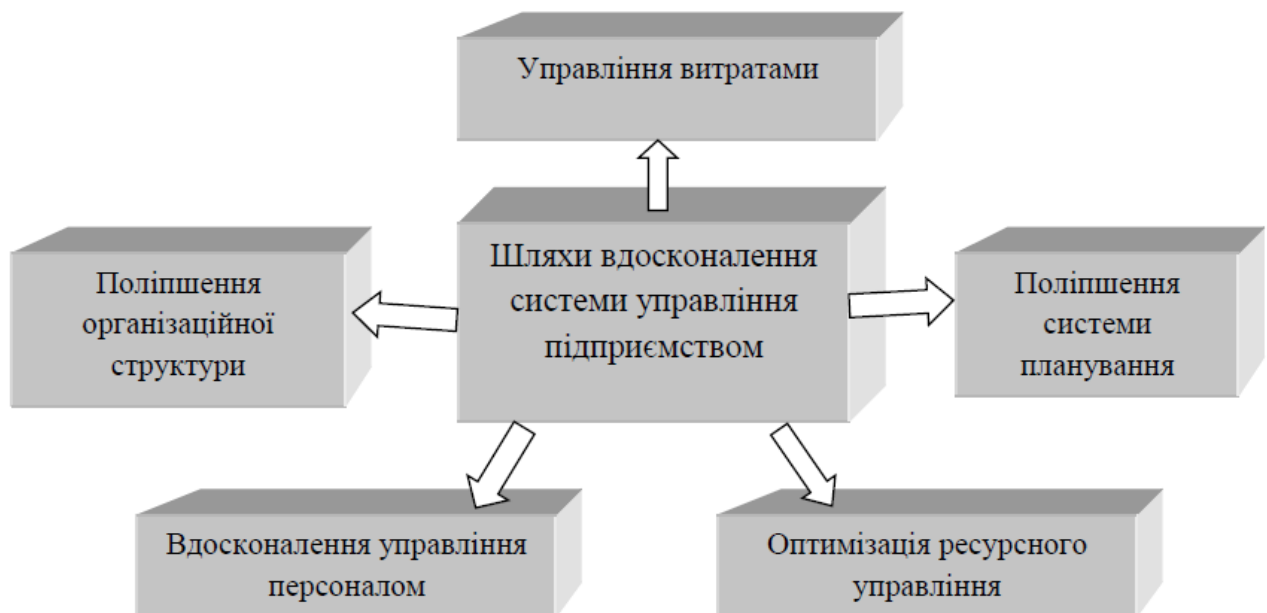 Управління витратами
Шляхи вдосконалення
системи управління
підприємством
Поліпшення
організаційної
структури
Поліпшення
системи
планування
Вдосконалення управління
персоналом
Оптимізація ресурсного
управління